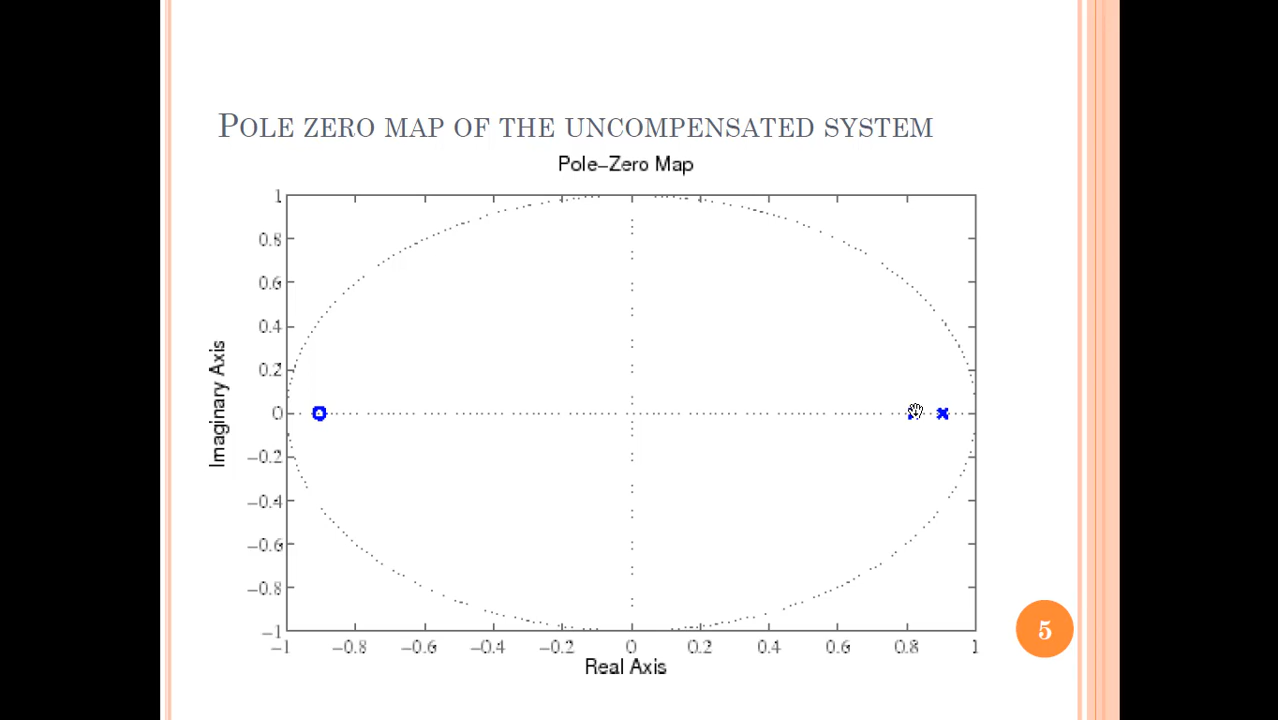 POLE ZERO MAP OF THE UNCOMPENSATED SYSTEM
Pole-Zero Map
1
0.8
0.6
0.4
0.2
0
-0.2
-0.4
-0.6
-0.8
-1
Imaginary Axis
-1 -0.8 -0.6 -0.4 -0.2 0 0.2 0.4 0.6 0.8 1
Real Axis
5